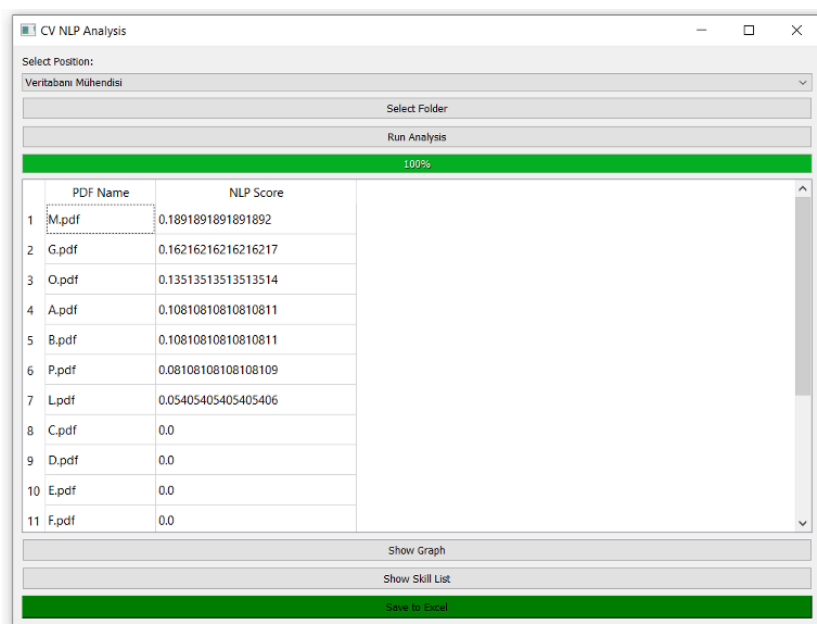 CV NLP Analysis
Select Position:
Veritabanı Mühendisi
Select Folder
Run Analysis
100%
PDF Name NLP Score
1 M.pdf 0.1891891891891892
2 G.pdf 0.16216216216216217
3 O.pdf 0.13513513513513514
4 A.pdf 0.10810810810810811
5 B.pdf 0.10810810810810811
6 P.pdf 0.08108108108108109
7 L.pdf 0.05405405405405406
8 C.pdf 0.0
9 D.pdf 0.0
10 E.pdf 0.0
11 F.pdf 0.0
Show Graph
Show Skill List
Save to Excel